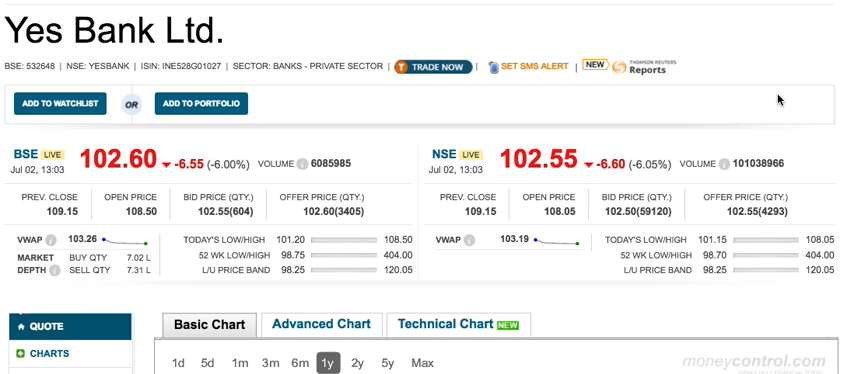 Yes Bank Ltd.
BSE: 532648 | NSE: YESBANK | ISIN: INE528G01027 | SECTOR: BANKS - PRIVATE SECTOR | T TRADE NOW | SET SMS ALERT | NEW THOMSON REUTERS Reports
ADD TO WATCHLIST OR ADD TO PORTFOLIO
BSE LIVE 102.60 -6.55 (-6.00%) VOLUME i 6085985
Jul 02, 13:03
PREV. CLOSE OPEN PRICE BID PRICE (QTY.) OFFER PRICE (QTY.)
109.15 108.50 102.55(604) 102.60(3405)
VWAP i 103.26 TODAY'S LOW/HIGH 101.20 108.50
MARKET DEPTH i BUY QTY 7.02 L 52 WK LOW/HIGH 98.75 404.00
SELL QTY 7.31 L L/U PRICE BAND 98.25 120.05
NSE LIVE 102.55 -6.60 (-6.05%) VOLUME i 101038966
Jul 02, 13:03
PREV. CLOSE OPEN PRICE BID PRICE (QTY.) OFFER PRICE (QTY.)
109.15 108.05 102.50(59120) 102.55(4293)
VWAP i 103.19 TODAY'S LOW/HIGH 101.15 108.05
52 WK LOW/HIGH 98.70 404.00
L/U PRICE BAND 98.25 120.05
QUOTE
CHARTS
Basic Chart Advanced Chart Technical Chart NEW
1d 5d 1m 3m 6m 1y 2y 5y Max
moneycontrol.com